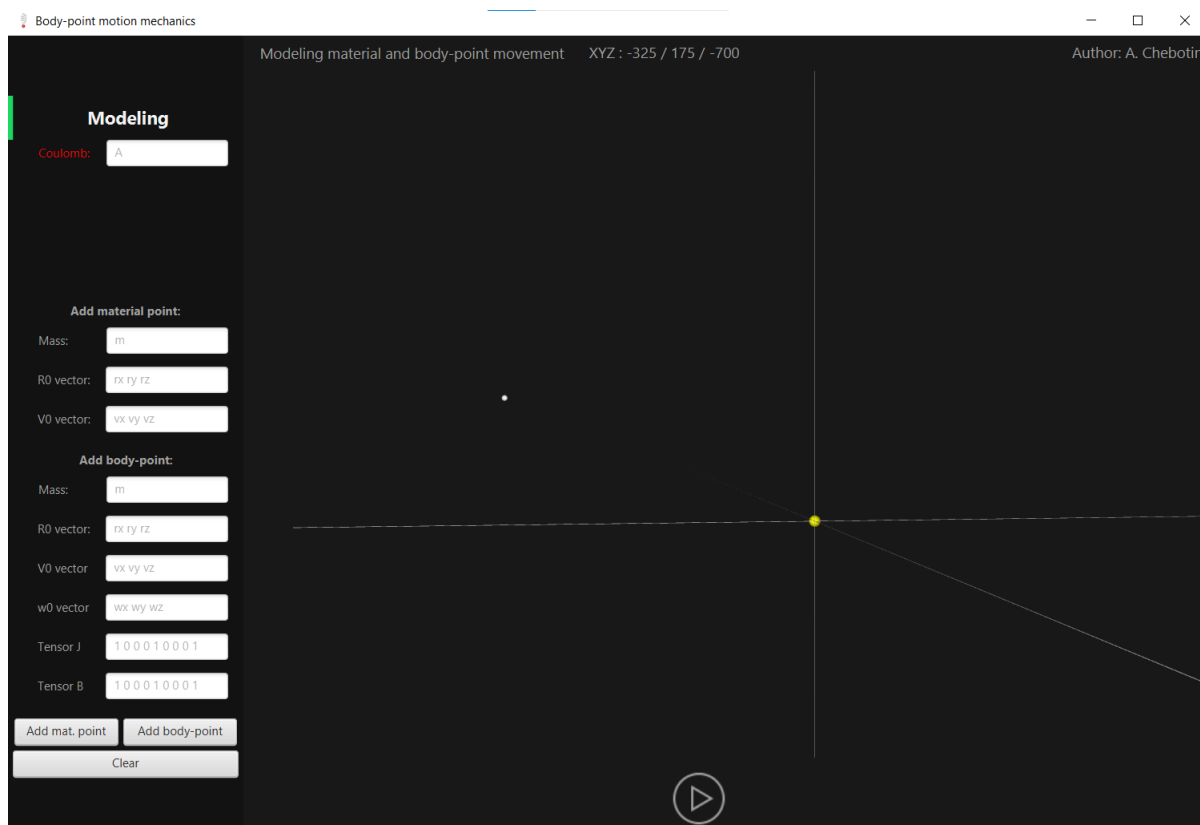 Body-point motion mechanics
Modeling material and body-point movement XYZ : -325 / 175 / -700 Author: A. Chebotin
Modeling
Coulomb: A
Add material point:
Mass: m
R0 vector: rx ry rz
V0 vector: vx vy vz
Add body-point:
Mass: m
R0 vector: rx ry rz
V0 vector vx vy vz
w0 vector wx wy wz
Tensor J 1 0 0 0 1 0 0 0 1
Tensor B 1 0 0 0 1 0 0 0 1
Add mat. point Add body-point
Clear